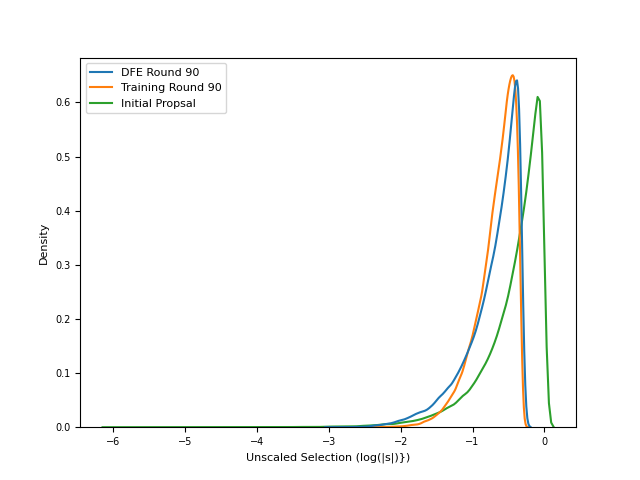 DFE Round 90
Training Round 90
Initial Propsal
Density
0.6
0.5
0.4
0.3
0.2
0.1
0.0
−6 −5 −4 −3 −2 −1 0
Unscaled Selection (log(|s|)})